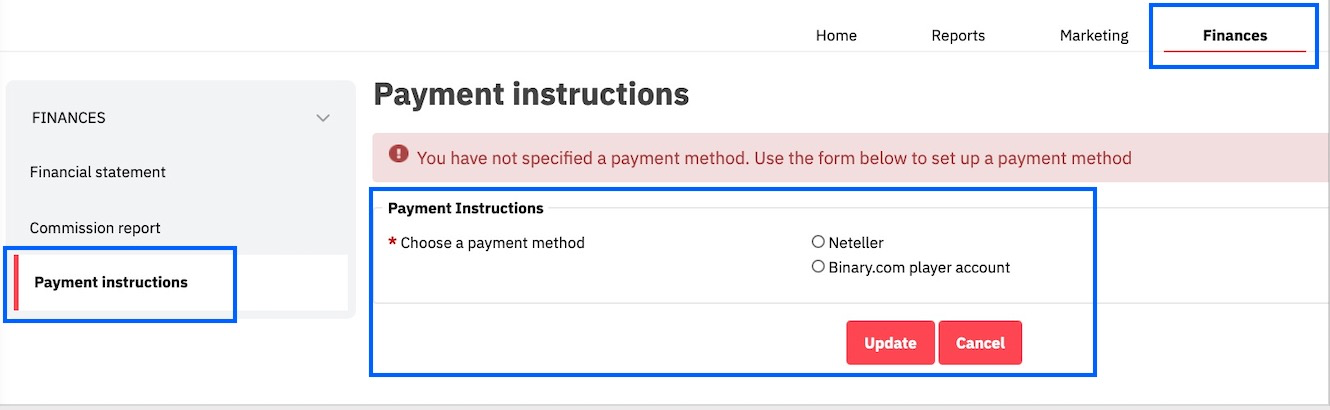 Home Reports Marketing Finances
FINANCES
Financial statement
Commission report
Payment instructions
Payment instructions
! You have not specified a payment method. Use the form below to set up a payment method
Payment Instructions
* Choose a payment method
Neteller
Binary.com player account
Update Cancel